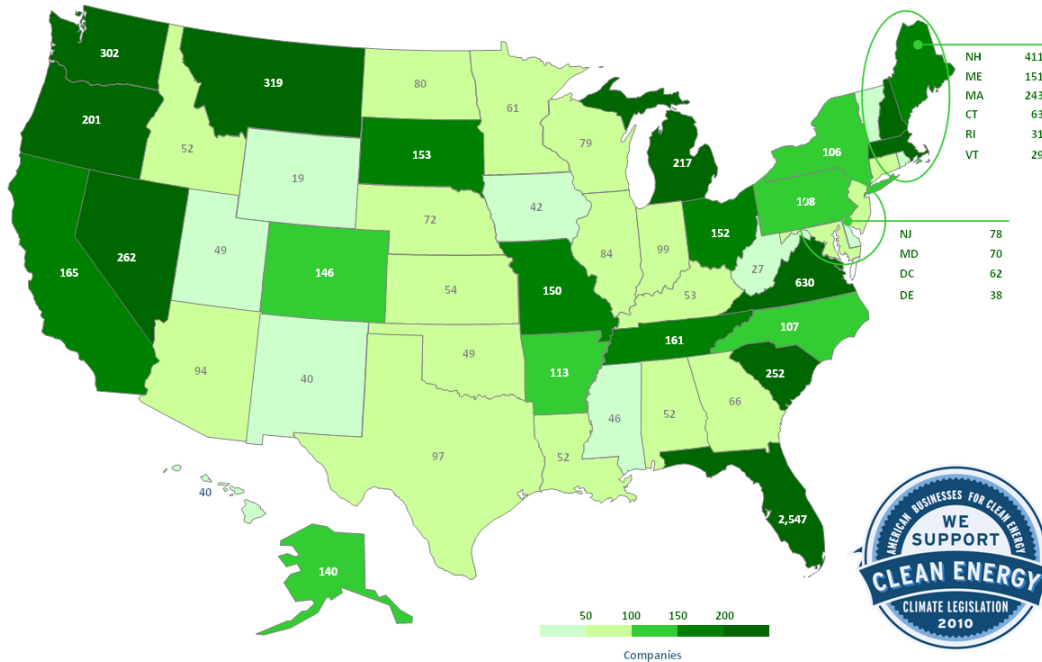 302
319
80
61
NH 411
ME 151
MA 243
CT 63
RI 31
VT 29
201
52
19
153
79
217
106
42
72
84
99
152
198
27
NJ 78
MD 70
DC 62
DE 38
165
262
49
146
54
150
53
630
94
40
49
113
161
107
252
46
52
66
97
52
40
2,547
140
AMERICAN BUSINESSES FOR CLEAN ENERGY
WE
SUPPORT
CLEAN ENERGY
CLIMATE LEGISLATION
2010
50 100 150 200
Companies